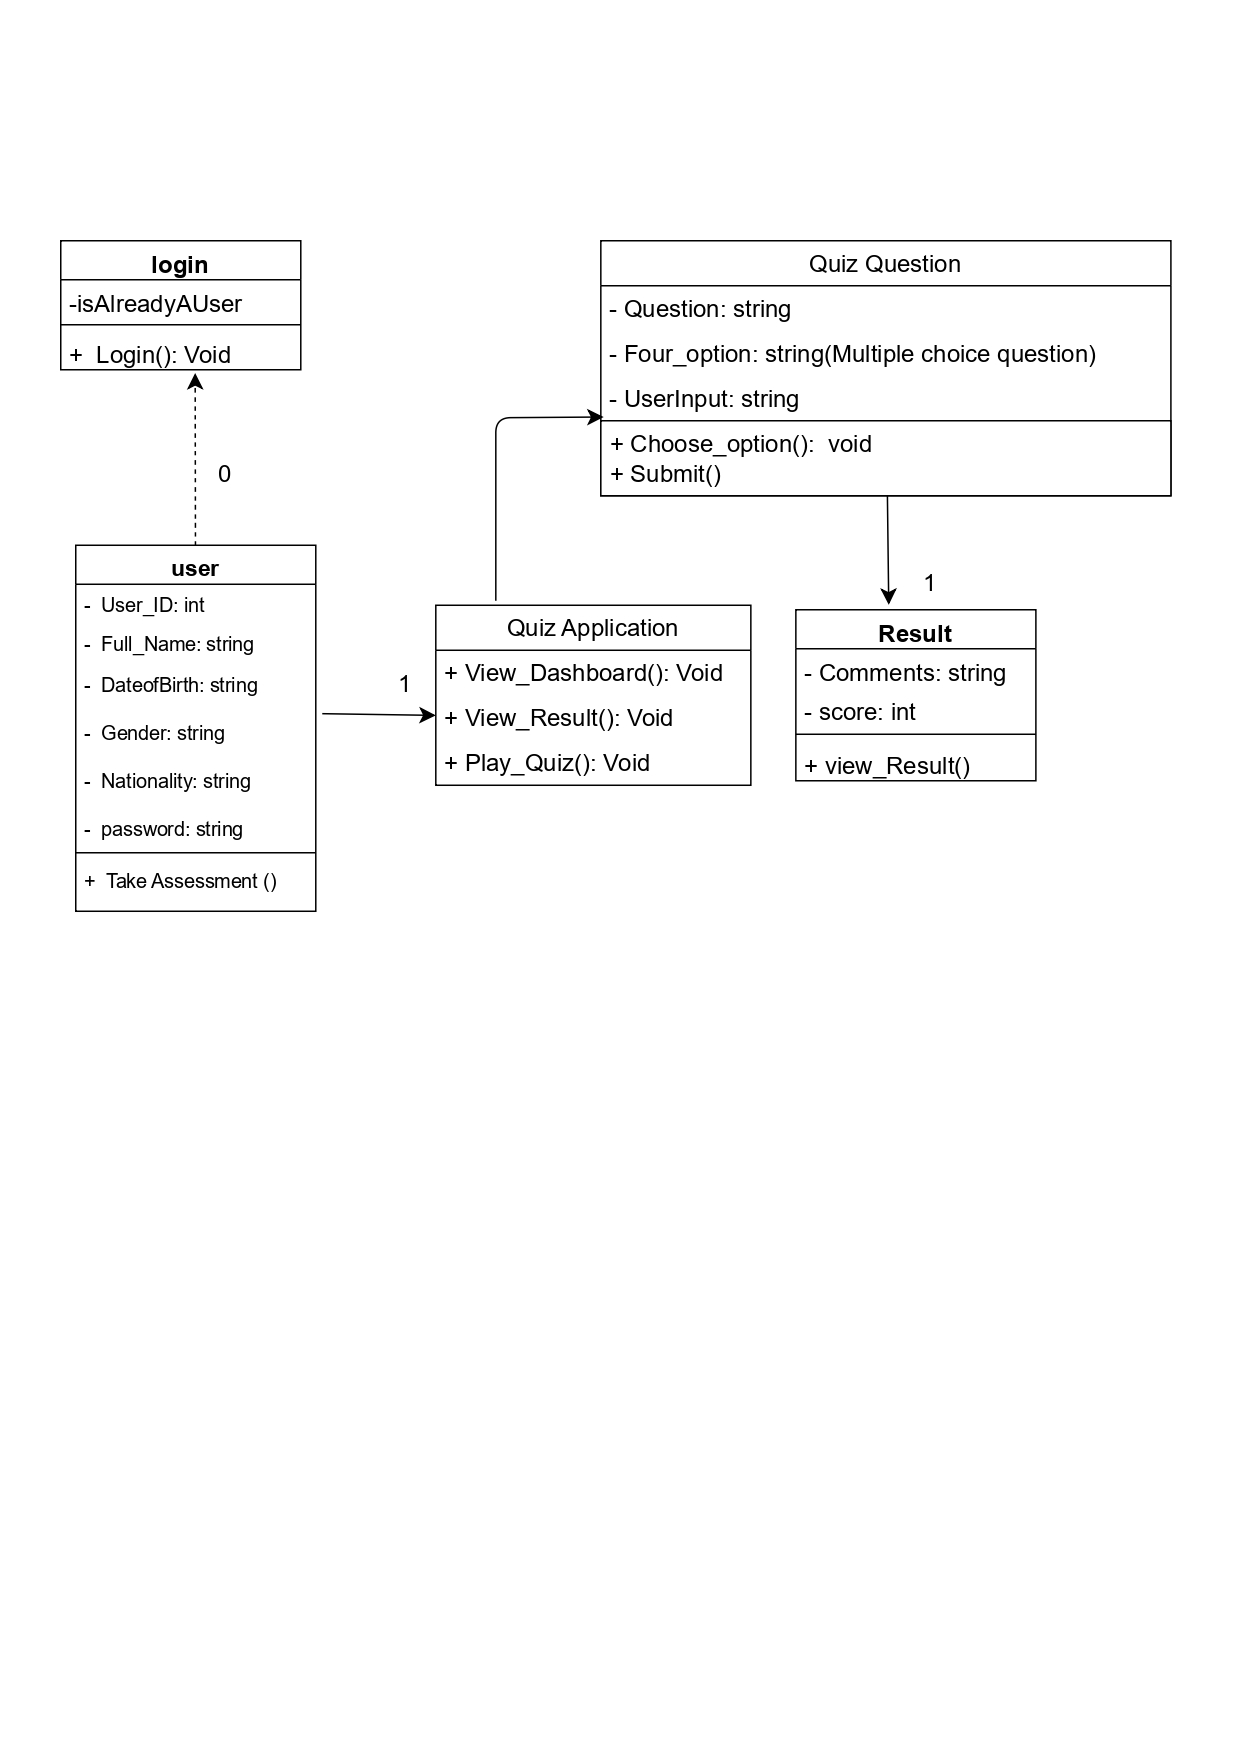 login
-isAlreadyAUser
+  Login(): Void
0
user
-  User_ID: int
-  Full_Name: string
-  DateofBirth: string
-  Gender: string
-  Nationality: string
-  password: string
+  Take Assessment ()
1
Quiz Application
+ View_Dashboard(): Void
+ View_Result(): Void
+ Play_Quiz(): Void
Quiz Question
- Question: string
- Four_option: string(Multiple choice question)
- UserInput: string
+ Choose_option():  void
+ Submit()
1
Result
- Comments: string
- score: int
+ view_Result()